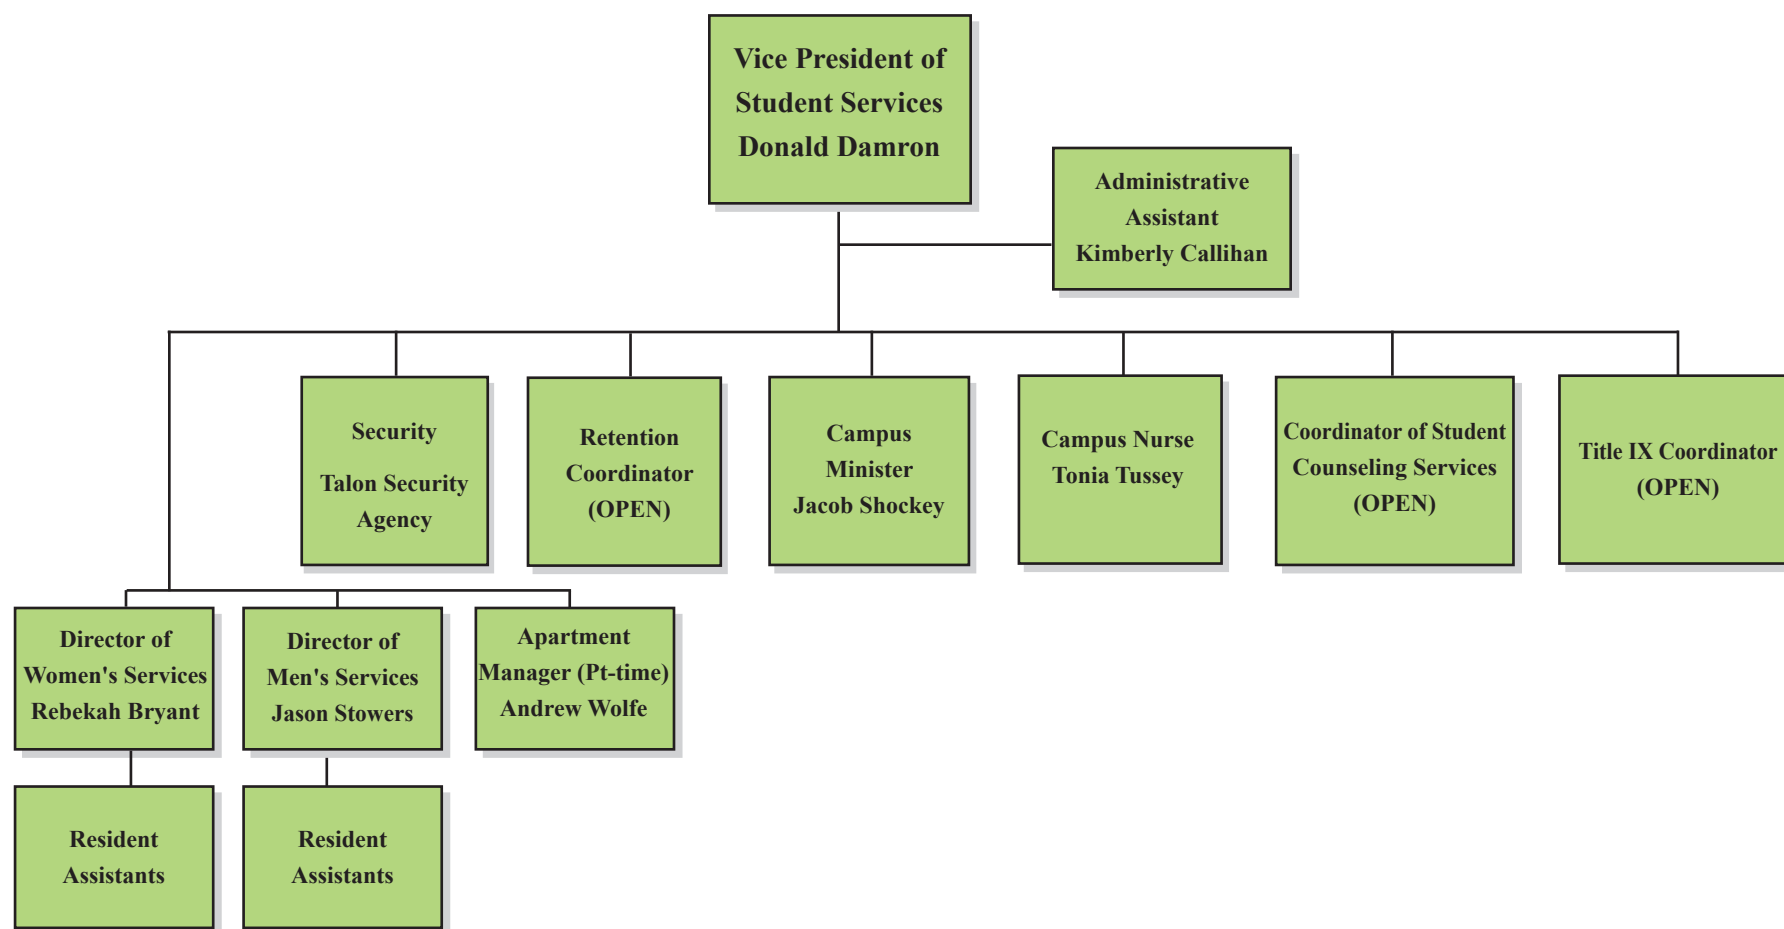 Vice President of
Student Services
Donald Damron
Administrative
Assistant
Kimberly Callihan
Security
Talon Security
Agency
Retention
Coordinator
(OPEN)
Campus
Minister
Jacob Shockey
Campus Nurse
Tonia Tussey
Coordinator of Student
Counseling Services
(OPEN)
Title IX Coordinator
(OPEN)
Director of
Women's Services
Rebekah Bryant
Director of
Men's Services
Jason Stowers
Apartment
Manager (Pt-time)
Andrew Wolfe
Resident
Assistants
Resident
Assistants